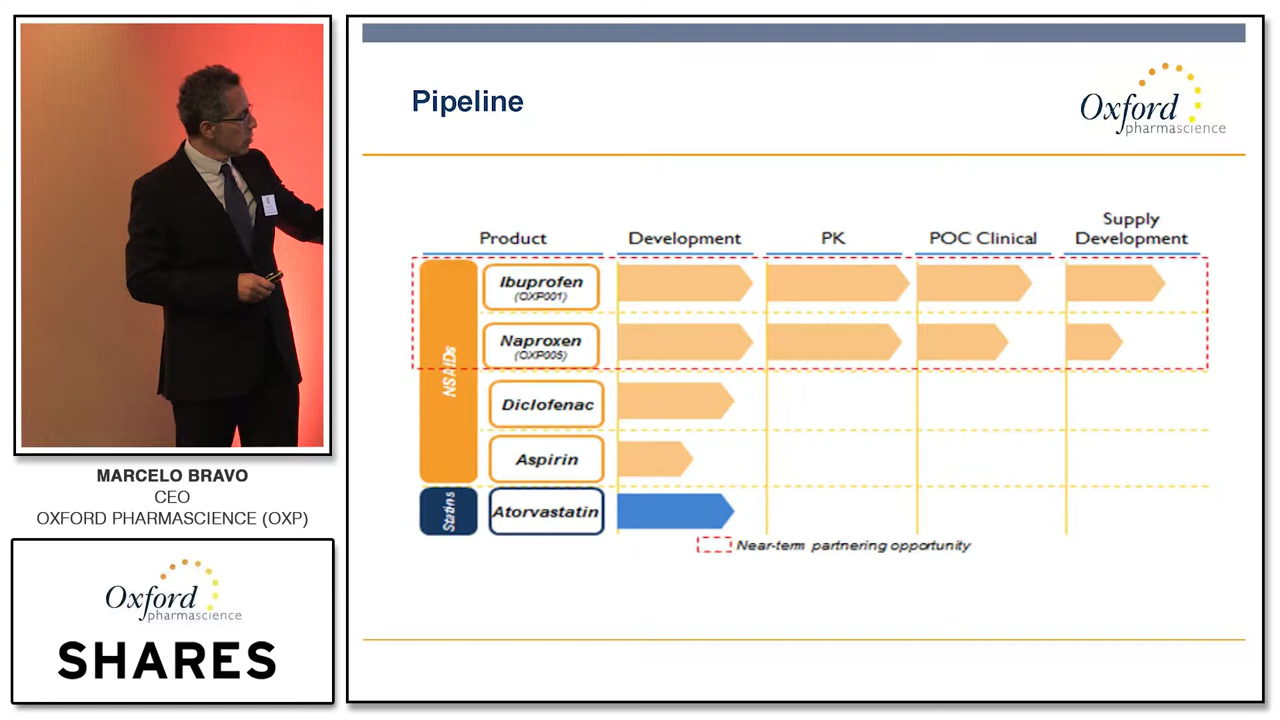 MARCELO BRAVO
CEO
OXFORD PHARMASCIENCE (OXP)
Oxford
pharmascience
SHARES
Pipeline
Oxford
pharmascience
Product
Development
PK
POC Clinical
Supply
Development
NSAIDs
Ibuprofen
(OXP001)
Naproxen
(OXP005)
Diclofenac
Aspirin
Statins
Atorvastatin
Near-term partnering opportunity